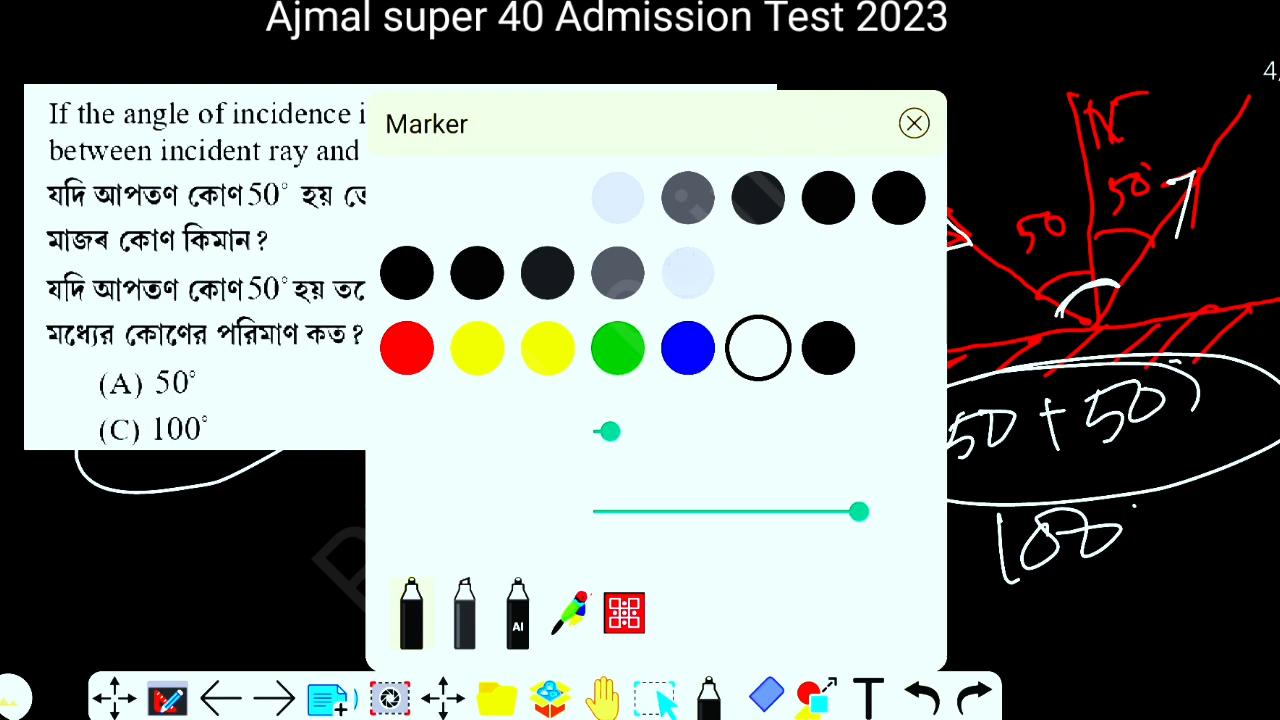 Ajmal super 40 Admission Test 2023
If the angle of incidence
between incident ray and
যদি আপতণ কোণ 50° হয়
মাজৰ কোণ কিমান ?
যদি আপতণ কোণ 50° হয়
মধ্যের কোণের পরিমাণ কত ?
(A) 50°
(C) 100°
Marker
N
50°
50
50 + 50
100°
AI
T